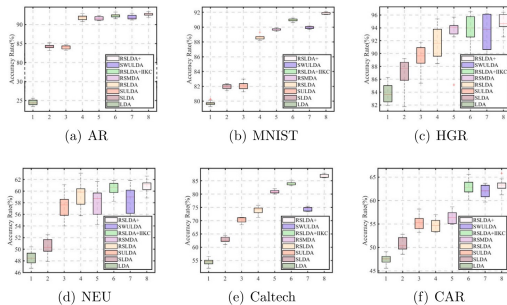 Accuracy Rate(%)
90
85
80
25
RSLDA+
SWULDA
RSLDA+IIKC
RSMDA
RSLDA
SULDA
SLDA
LDA
1 2 3 4 5 6 7 8
(a) AR
Accuracy Rate(%)
92
90
88
86
84
82
80
RSLDA+
SWULDA
RSLDA+IIKC
RSMDA
RSLDA
SULDA
SLDA
LDA
1 2 3 4 5 6 7 8
(b) MNIST
Accuracy Rate(%)
96
94
92
90
88
86
84
82
RSLDA+
SWULDA
RSLDA+IIKC
RSMDA
RSLDA
SULDA
SLDA
LDA
1 2 3 4 5 6 7 8
(c) HGR
Accuracy Rate(%)
62
60
58
56
54
52
50
48
46
RSLDA+
SWULDA
RSLDA+IIKC
RSMDA
RSLDA
SULDA
SLDA
LDA
1 2 3 4 5 6 7 8
(d) NEU
Accuracy Rate(%)
85
80
75
70
65
60
55
RSLDA+
SWULDA
RSLDA+IIKC
RSMDA
RSLDA
SULDA
SLDA
LDA
1 2 3 4 5 6 7 8
(e) Caltech
Accuracy Rate(%)
65
60
55
50
45
RSLDA+
SWULDA
RSLDA+IIKC
RSMDA
RSLDA
SULDA
SLDA
LDA
1 2 3 4 5 6 7 8
(f) CAR